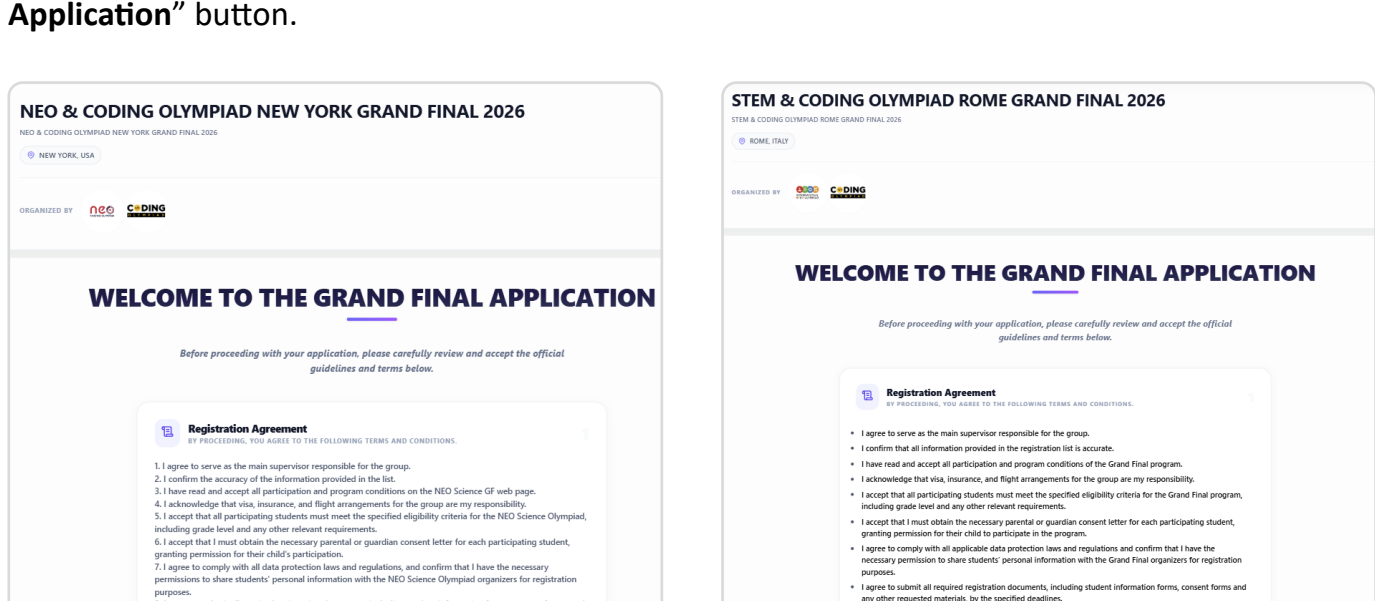 Application” button.
NEO & CODING OLYMPIAD NEW YORK GRAND FINAL 2026
NEO & CODING OLYMPIAD NEW YORK GRAND FINAL 2026
NEW YORK, USA
ORGANIZED BY
neo
CODING
OLYMPIAD
WELCOME TO THE GRAND FINAL APPLICATION
Before proceeding with your application, please carefully review and accept the official
guidelines and terms below.
Registration Agreement
BY PROCEEDING, YOU AGREE TO THE FOLLOWING TERMS AND CONDITIONS.
1. I agree to serve as the main supervisor responsible for the group.
2. I confirm the accuracy of the information provided in the list.
3. I have read and accept all participation and program conditions on the NEO Science GF web page.
4. I acknowledge that visa, insurance, and flight arrangements for the group are my responsibility.
5. I accept that all participating students must meet the specified eligibility criteria for the NEO Science Olympiad,
including grade level and any other relevant requirements.
6. I accept that I must obtain the necessary parental or guardian consent letter for each participating student,
granting permission for their child's participation.
7. I agree to comply with all data protection laws and regulations, and confirm that I have the necessary
permissions to share students' personal information with the NEO Science Olympiad organizers for registration
purposes.
STEM & CODING OLYMPIAD ROME GRAND FINAL 2026
STEM & CODING OLYMPIAD ROME GRAND FINAL 2026
ROME, ITALY
ORGANIZED BY
CODING
OLYMPIAD
WELCOME TO THE GRAND FINAL APPLICATION
Before proceeding with your application, please carefully review and accept the official
guidelines and terms below.
Registration Agreement
BY PROCEEDING, YOU AGREE TO THE FOLLOWING TERMS AND CONDITIONS.
• I agree to serve as the main supervisor responsible for the group.
• I confirm that all information provided in the registration list is accurate.
• I have read and accept all participation and program conditions of the Grand Final program.
• I acknowledge that visa, insurance, and flight arrangements for the group are my responsibility.
• I accept that all participating students must meet the specified eligibility criteria for the Grand Final program,
including grade level and any other relevant requirements.
• I accept that I must obtain the necessary parental or guardian consent letter for each participating student,
granting permission for their child to participate in the program.
• I agree to comply with all applicable data protection laws and regulations and confirm that I have the
necessary permission to share students' personal information with the Grand Final organizers for registration
purposes.
• I agree to submit all required registration documents, including student information forms, consent forms and
any other requested materials, by the specified deadlines.